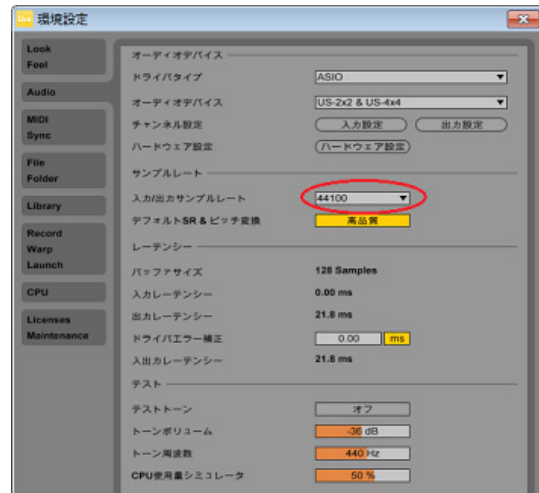 Live 環境設定
Look
Feel
Audio
MIDI
Sync
File
Folder
Library
Record
Warp
Launch
CPU
Licenses
Maintenance
オーディオデバイス
ドライバタイプ ASIO
オーディオデバイス US-2x2 & US-4x4
チャンネル設定 入力設定 出力設定
ハードウェア設定 ハードウェア設定
サンプルレート
入力/出力サンプルレート 44100
デフォルトSR & ピッチ変換 高品質
レーテンシー
バッファサイズ 128 Samples
入力レーテンシー 0.00 ms
出力レーテンシー 21.8 ms
ドライバエラー補正 0.00 ms
入出力レーテンシー 21.8 ms
テスト
テストトーン オフ
トーンボリューム -36 dB
トーン周波数 440 Hz
CPU使用量シミュレータ 50 %